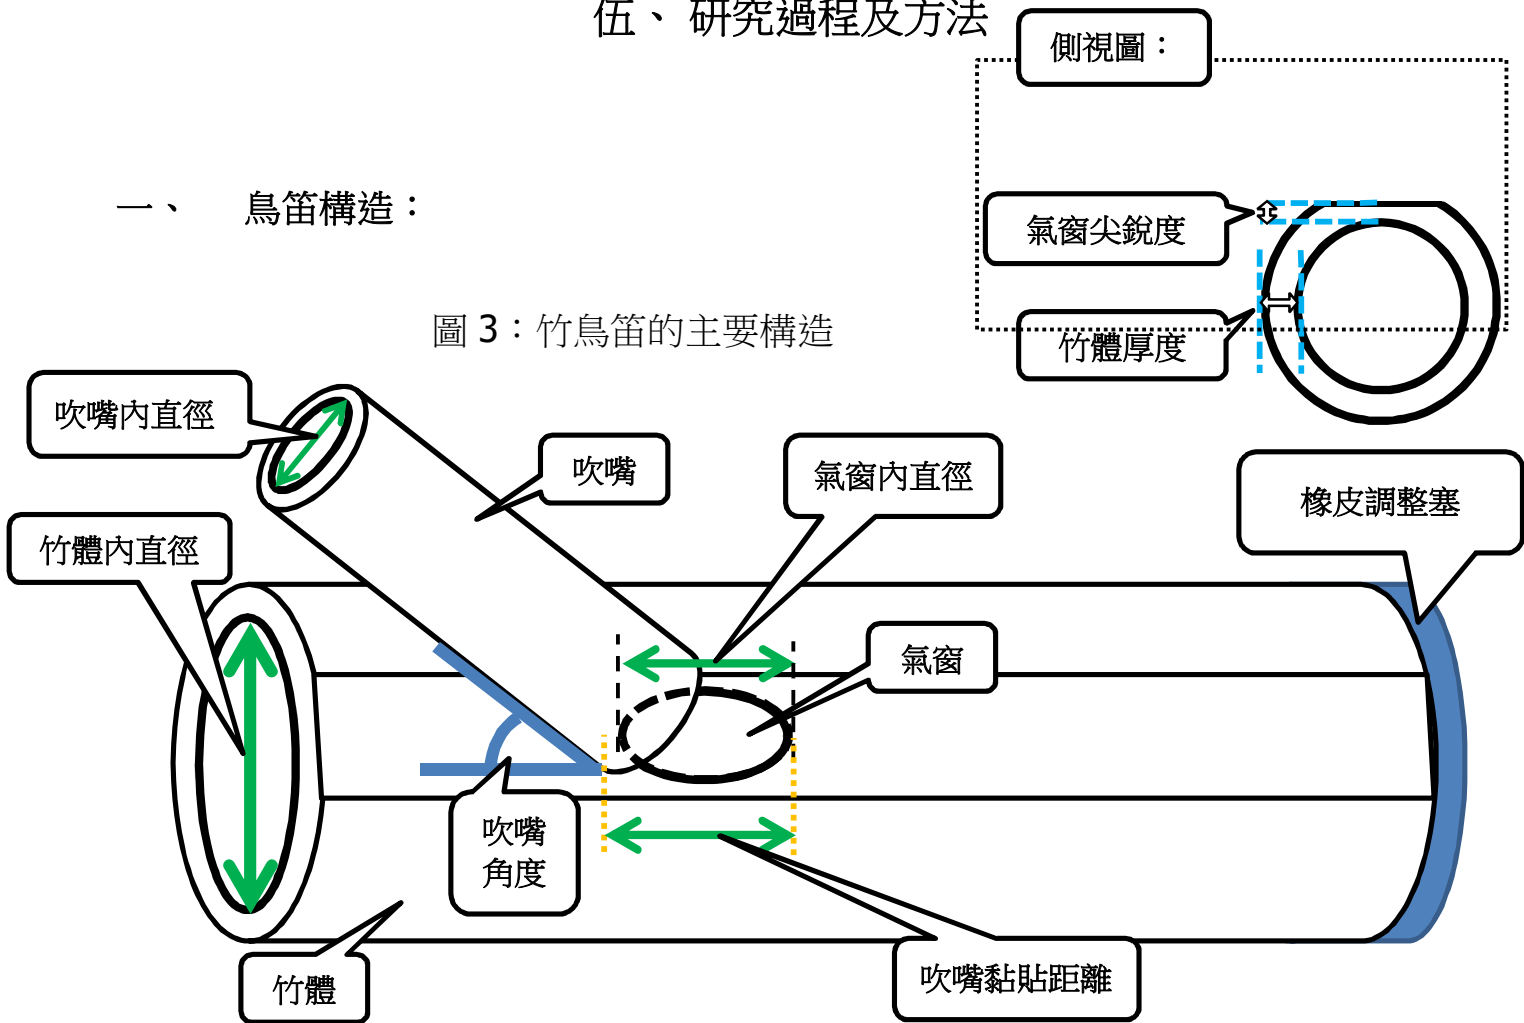 伍、 研究過程及方法
側視圖：
一、 鳥笛構造：
氣窗尖銳度
圖 3：竹鳥笛的主要構造
竹體厚度
吹嘴內直徑
吹嘴
氣窗內直徑
橡皮調整塞
竹體內直徑
氣窗
吹嘴
角度
竹體
吹嘴黏貼距離